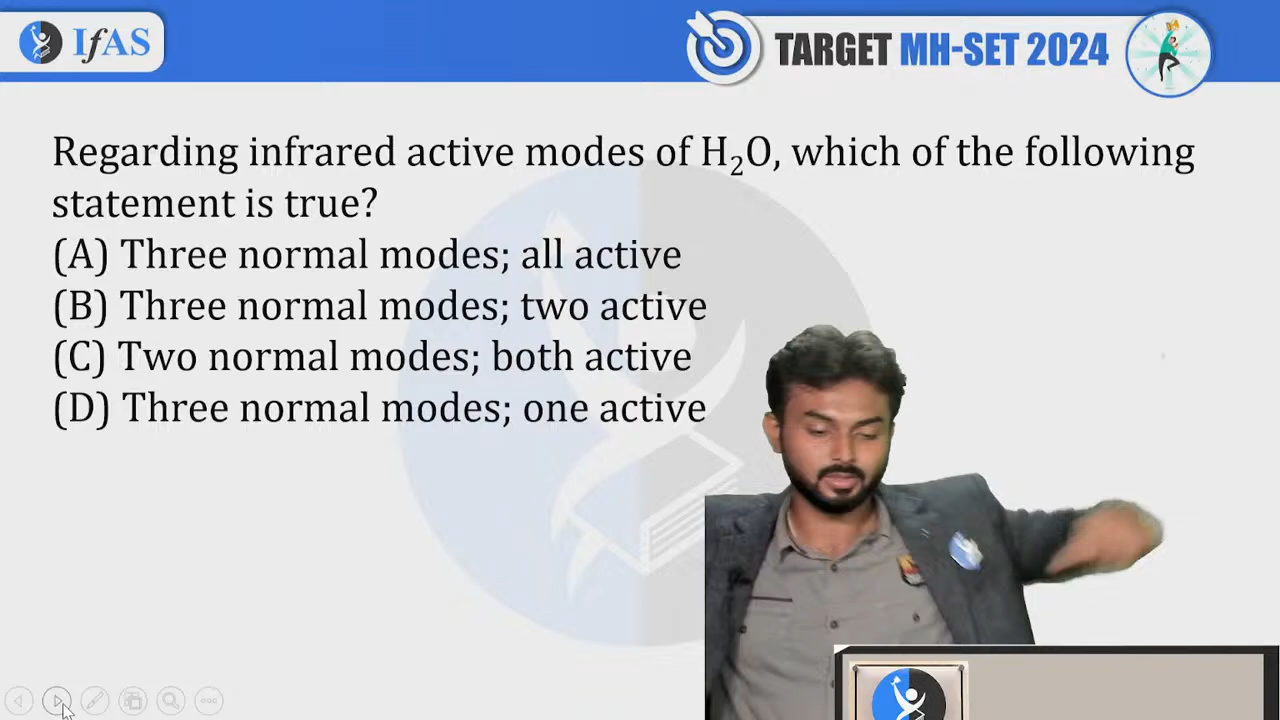 IfAS
TARGET MH-SET 2024
Regarding infrared active modes of H₂O, which of the following
statement is true?
(A) Three normal modes; all active
(B) Three normal modes; two active
(C) Two normal modes; both active
(D) Three normal modes; one active